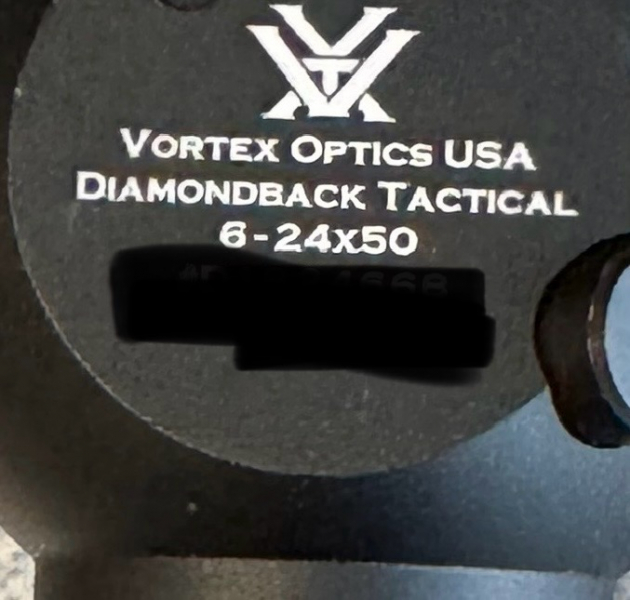 VORTEX OPTICS USA
DIAMONDBACK TACTICAL
6-24X50